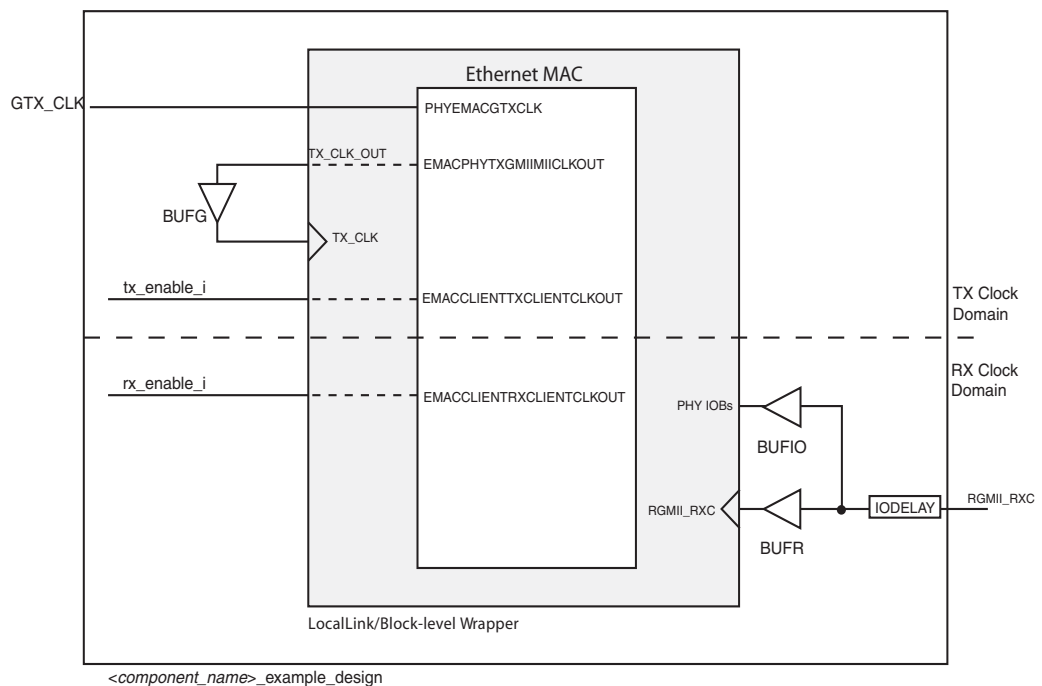 Ethernet MAC
GTX_CLK
PHYEMACGTXCLK
TX_CLK_OUT
EMACPHYTXGMIIMIICLKOUT
BUFG
TX_CLK
tx_enable_i
EMACCLIENTTXCLIENTCLKOUT
TX Clock
Domain
RX Clock
Domain
rx_enable_i
EMACCLIENTRXCLIENTCLKOUT
PHY IOBs
BUFIO
RGMII_RXC
IODELAY
RGMII_RXC
BUFR
LocalLink/Block-level Wrapper
<component_name>_example_design